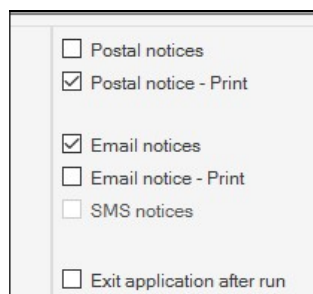 Postal notices
Postal notice - Print
Email notices
Email notice - Print
SMS notices
Exit application after run